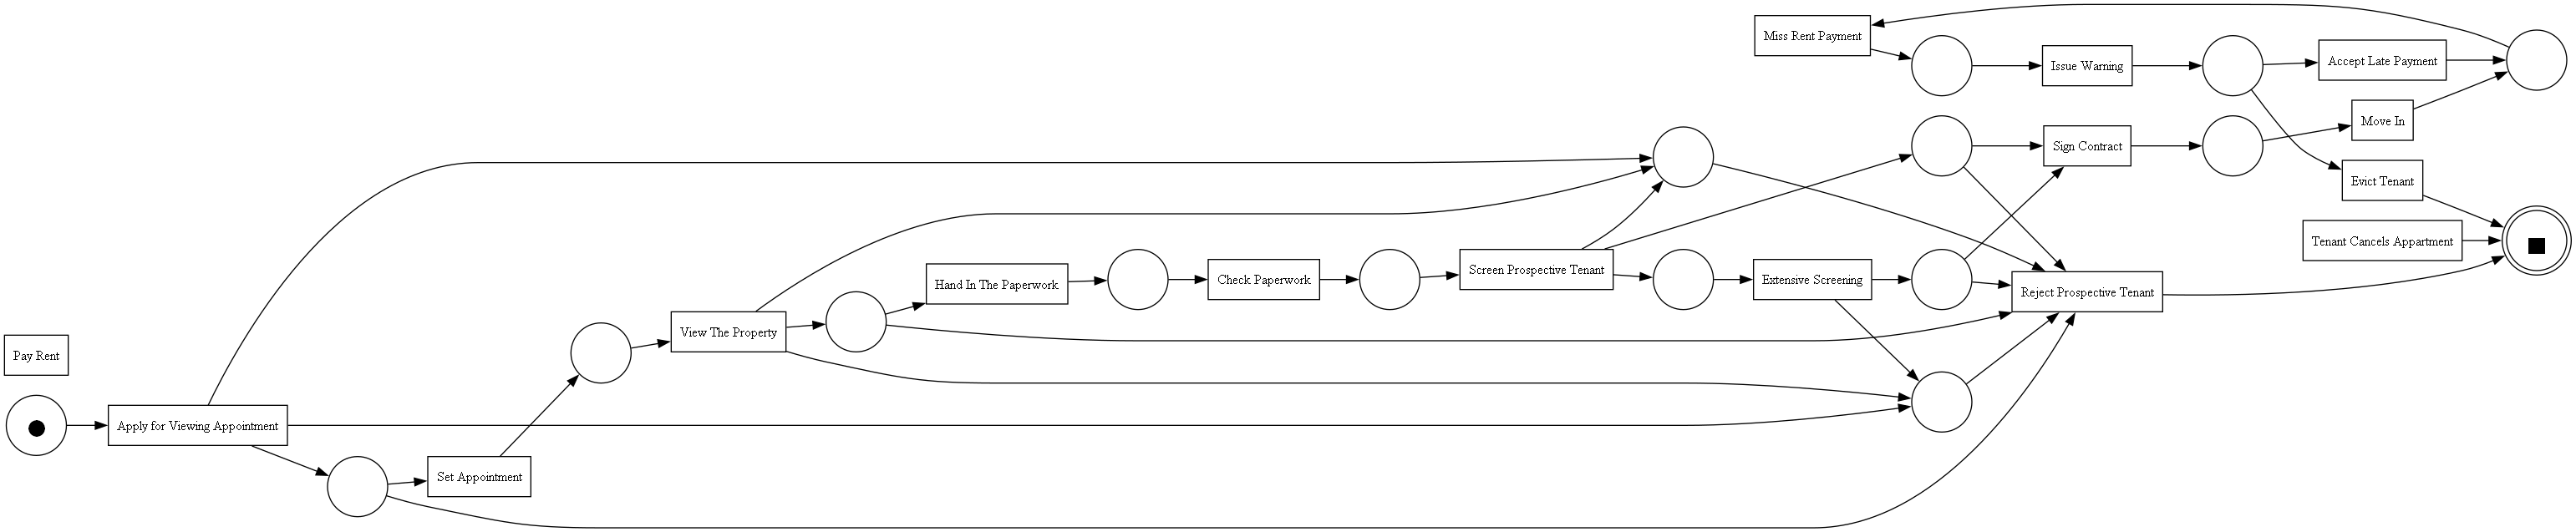 Miss Rent Payment
Issue Warning
Accept Late Payment
Move In
Sign Contract
Evict Tenant
Tenant Cancels Appartment
Screen Prospective Tenant
Hand In The Paperwork
Check Paperwork
Extensive Screening
Reject Prospective Tenant
View The Property
Pay Rent
Apply for Viewing Appointment
Set Appointment